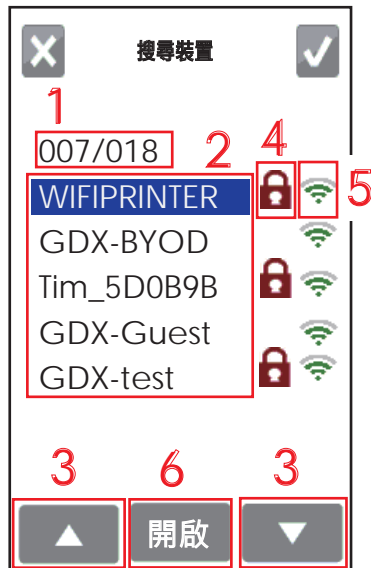 搜尋裝置
1
007/018 2 4
WIFIPRINTER 5
GDX-BYOD
Tim_5D0B9B
GDX-Guest
GDX-test
3 6 3
開啟